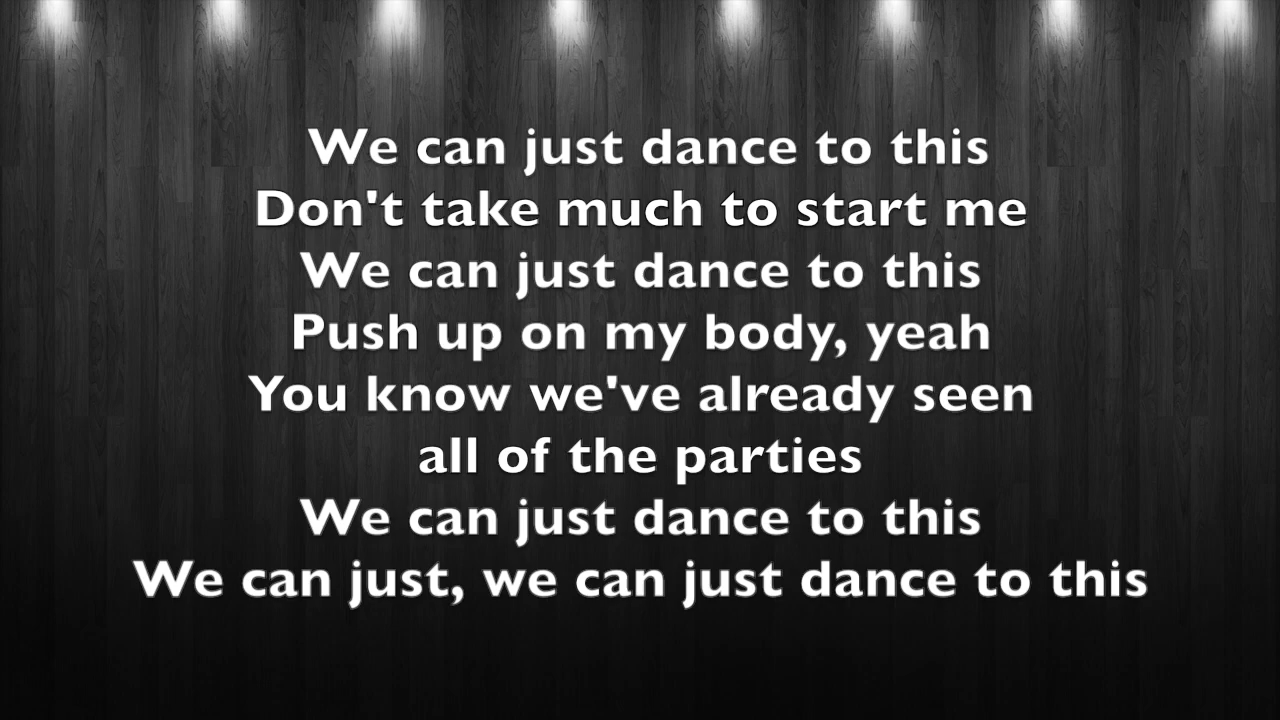 We can just dance to this
Don't take much to start me
We can just dance to this
Push up on my body, yeah
You know we've already seen
all of the parties
We can just dance to this
We can just, we can just dance to this